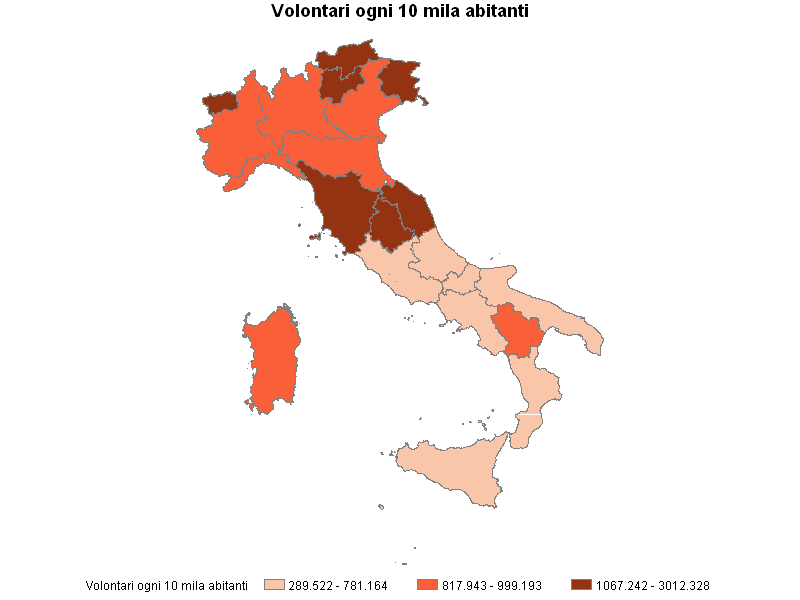 Volontari ogni 10 mila abitanti
Volontari ogni 10 mila abitanti 289.522 - 781.164 817.943 - 999.193 1067.242 - 3012.328